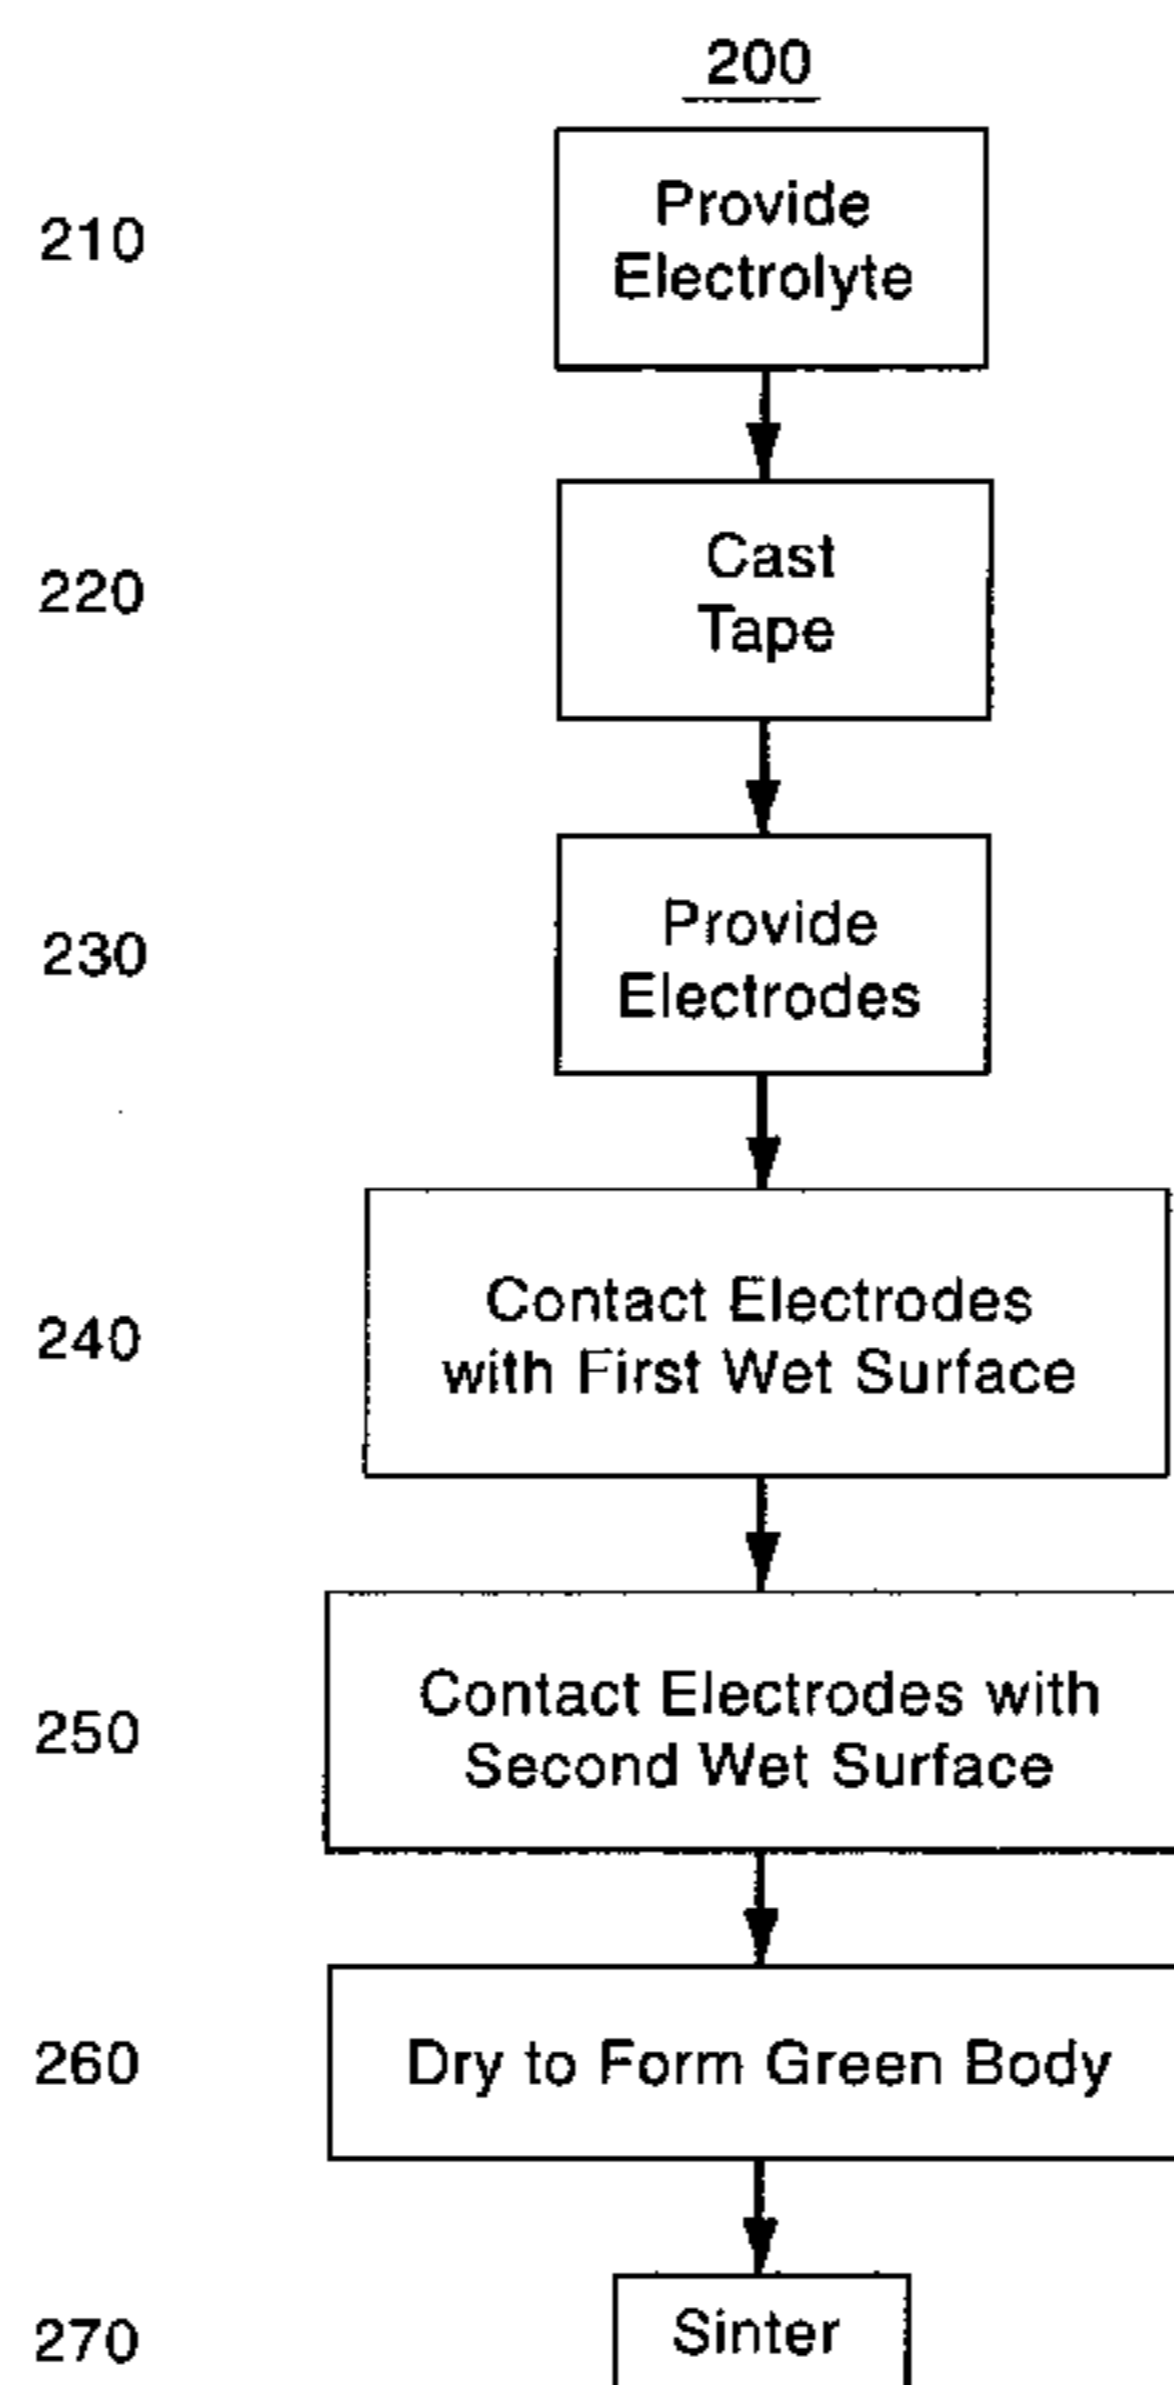 200
210
Provide
Electrolyte
220
Cast
Tape
230
Provide
Electrodes
240
Contact Electrodes
with First Wet Surface
250
Contact Electrodes with
Second Wet Surface
260
Dry to Form Green Body
270
Sinter